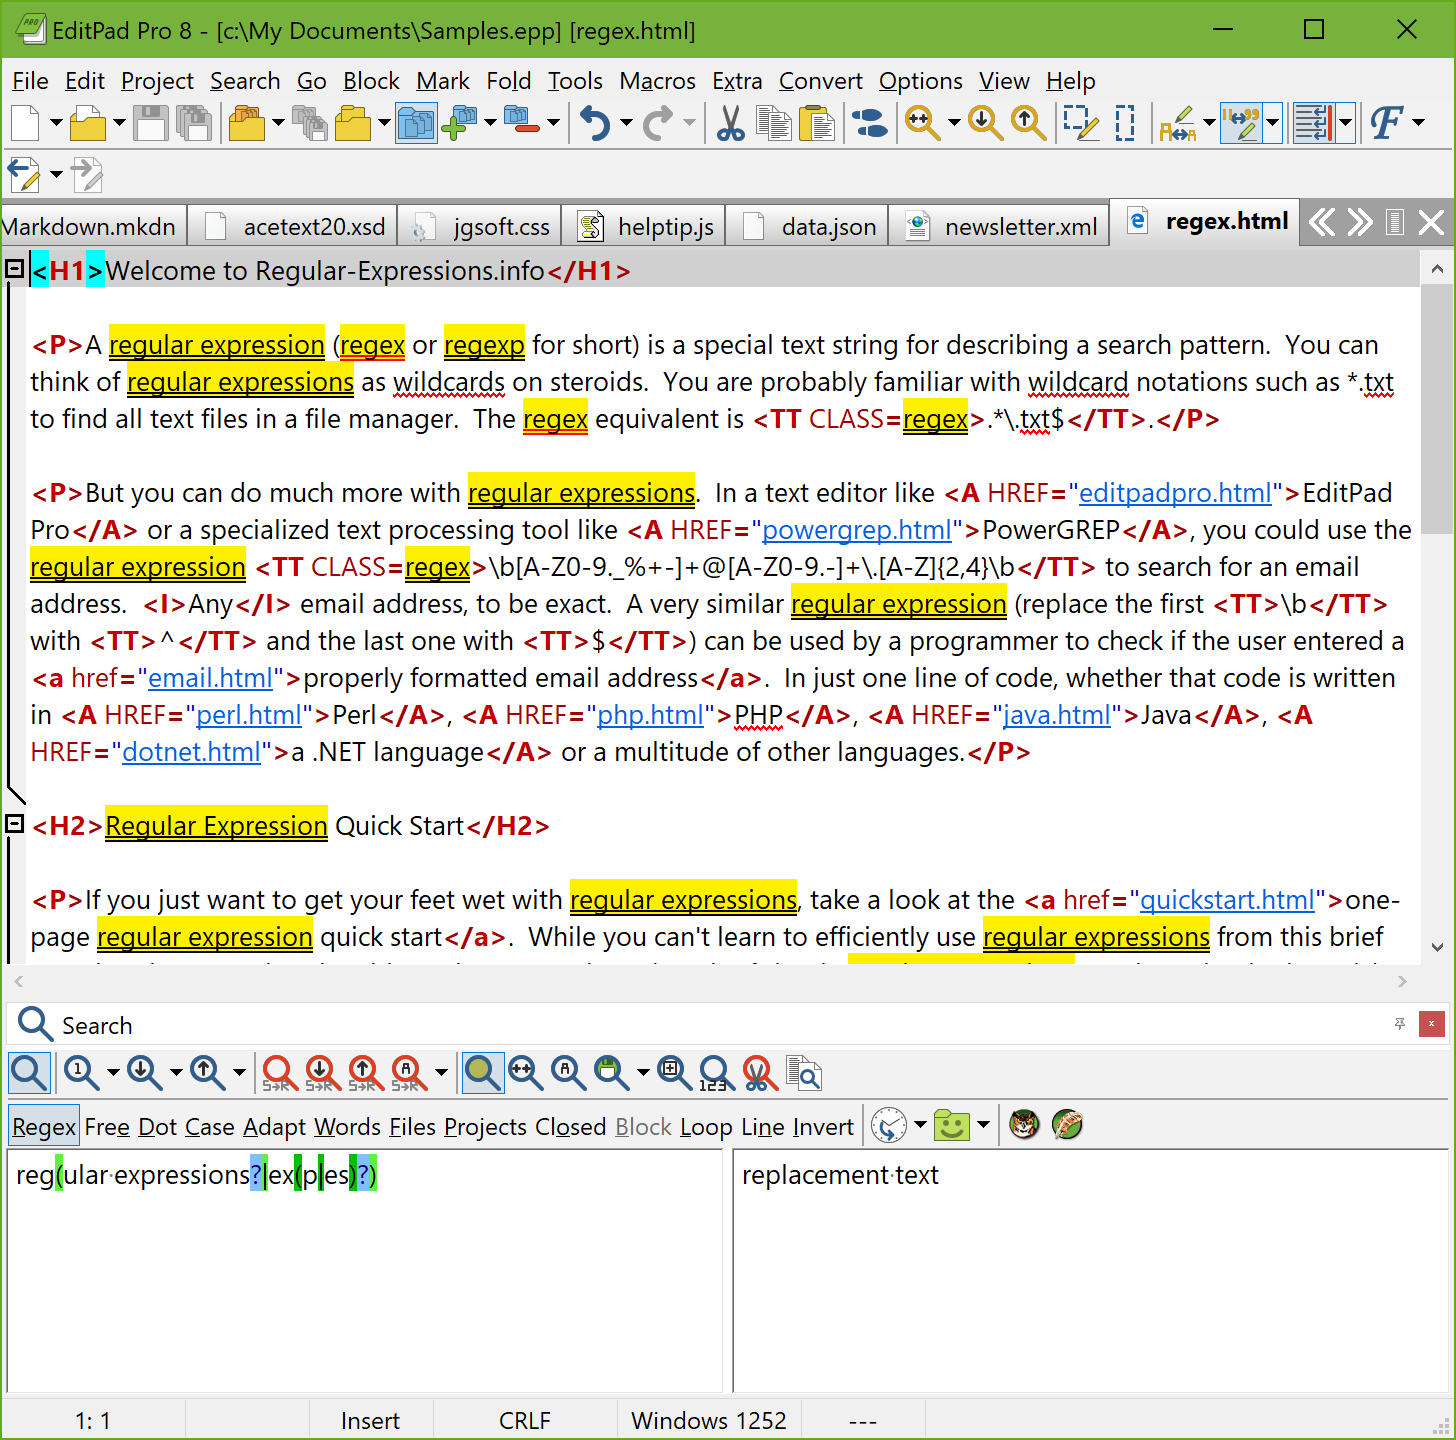 EditPad Pro 8 - [c:\My Documents\Samples.epp] [regex.html]
File Edit Project Search Go Block Mark Fold Tools Macros Extra Convert Options View Help
Markdown.mkdn acetext20.xsd jgsoft.css helptip.js data.json newsletter.xml regex.html
<H1>Welcome to Regular-Expressions.info</H1>
<P>A regular expression (regex or regexp for short) is a special text string for describing a search pattern.  You can
think of regular expressions as wildcards on steroids.  You are probably familiar with wildcard notations such as *.txt
to find all text files in a file manager.  The regex equivalent is <TT CLASS=regex>.*\.txt$</TT>.</P>
<P>But you can do much more with regular expressions.  In a text editor like <A HREF="editpadpro.html">EditPad
Pro</A> or a specialized text processing tool like <A HREF="powergrep.html">PowerGREP</A>, you could use the
regular expression <TT CLASS=regex>\b[A-Z0-9._%+-]+@[A-Z0-9.-]+\.[A-Z]{2,4}\b</TT> to search for an email
address.  <I>Any</I> email address, to be exact.  A very similar regular expression (replace the first <TT>\b</TT>
with <TT>^</TT> and the last one with <TT>$</TT>) can be used by a programmer to check if the user entered a
<a href="email.html">properly formatted email address</a>.  In just one line of code, whether that code is written
in <A HREF="perl.html">Perl</A>, <A HREF="php.html">PHP</A>, <A HREF="java.html">Java</A>, <A
HREF="dotnet.html">a .NET language</A> or a multitude of other languages.</P>
<H2>Regular Expression Quick Start</H2>
<P>If you just want to get your feet wet with regular expressions, take a look at the <a href="quickstart.html">one-
page regular expression quick start</a>.  While you can't learn to efficiently use regular expressions from this brief
Search
Regex Free Dot Case Adapt Words Files Projects Closed Block Loop Line Invert
reg(ular·expressions?|ex(p|es)?)
replacement·text
1: 1 Insert CRLF Windows 1252 ---